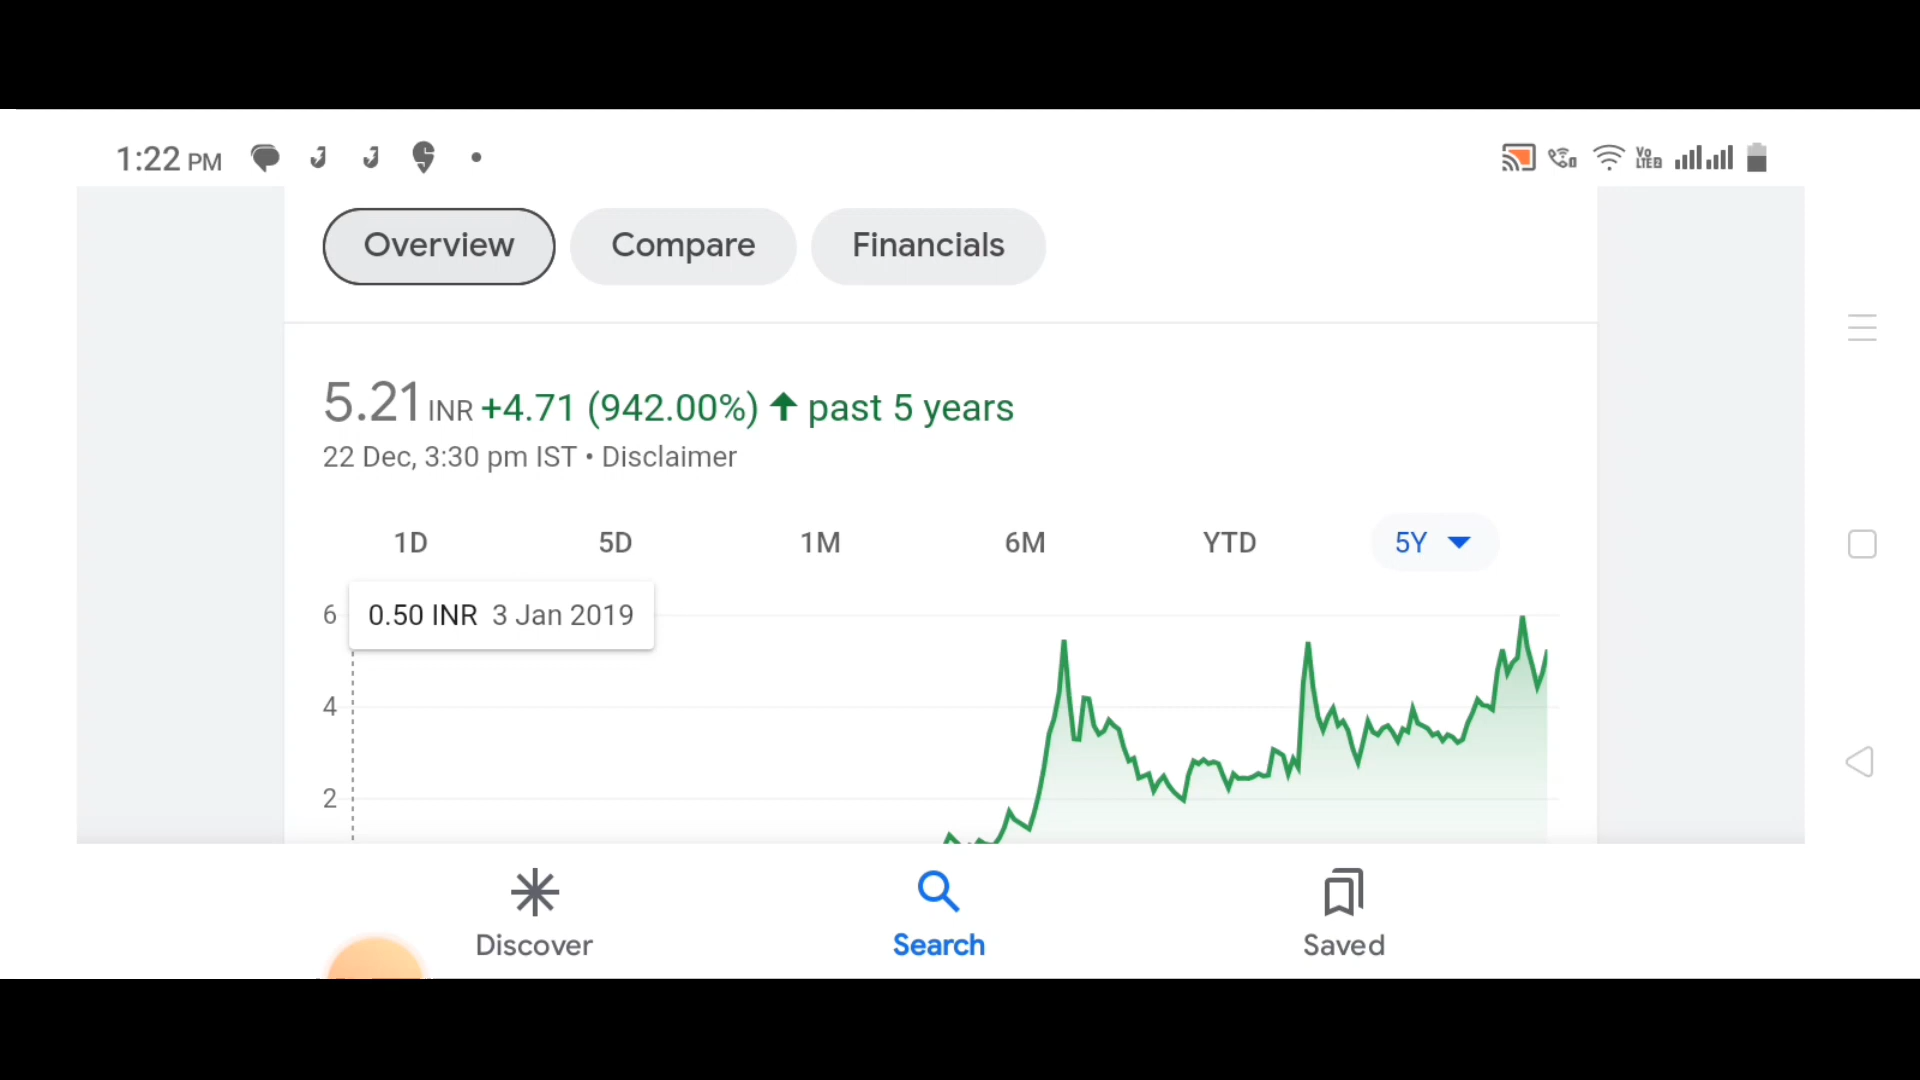 1:22 PM
Vo
LTE2
Overview Compare Financials
5.21 INR +4.71 (942.00%) ↑ past 5 years
22 Dec, 3:30 pm IST • Disclaimer
1D 5D 1M 6M YTD 5Y
6 0.50 INR 3 Jan 2019
4
2
Discover Search Saved